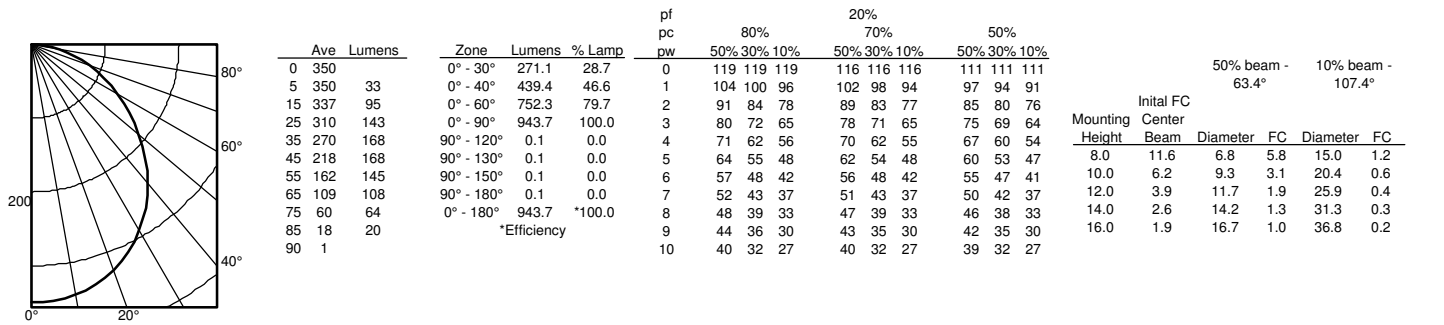 80°
60°
200
40°
0° 20°
Ave Lumens
0 350
5 350 33
15 337 95
25 310 143
35 270 168
45 218 168
55 162 145
65 109 108
75 60 64
85 18 20
90 1
Zone Lumens % Lamp
0° - 30° 271.1 28.7
0° - 40° 439.4 46.6
0° - 60° 752.3 79.7
0° - 90° 943.7 100.0
90° - 120° 0.1 0.0
90° - 130° 0.1 0.0
90° - 150° 0.1 0.0
90° - 180° 0.1 0.0
0° - 180° 943.7 *100.0
*Efficiency
pf 20%
pc 80% 70% 50%
pw 50% 30% 10% 50% 30% 10% 50% 30% 10%
0 119 119 119 116 116 116 111 111 111
1 104 100 96 102 98 94 97 94 91
2 91 84 78 89 83 77 85 80 76
3 80 72 65 78 71 65 75 69 64
4 71 62 56 70 62 55 67 60 54
5 64 55 48 62 54 48 60 53 47
6 57 48 42 56 48 42 55 47 41
7 52 43 37 51 43 37 50 42 37
8 48 39 33 47 39 33 46 38 33
9 44 36 30 43 35 30 42 35 30
10 40 32 27 40 32 27 39 32 27
50% beam - 10% beam -
63.4° 107.4°
Inital FC
Mounting Center
Height Beam Diameter FC Diameter FC
8.0 11.6 6.8 5.8 15.0 1.2
10.0 6.2 9.3 3.1 20.4 0.6
12.0 3.9 11.7 1.9 25.9 0.4
14.0 2.6 14.2 1.3 31.3 0.3
16.0 1.9 16.7 1.0 36.8 0.2